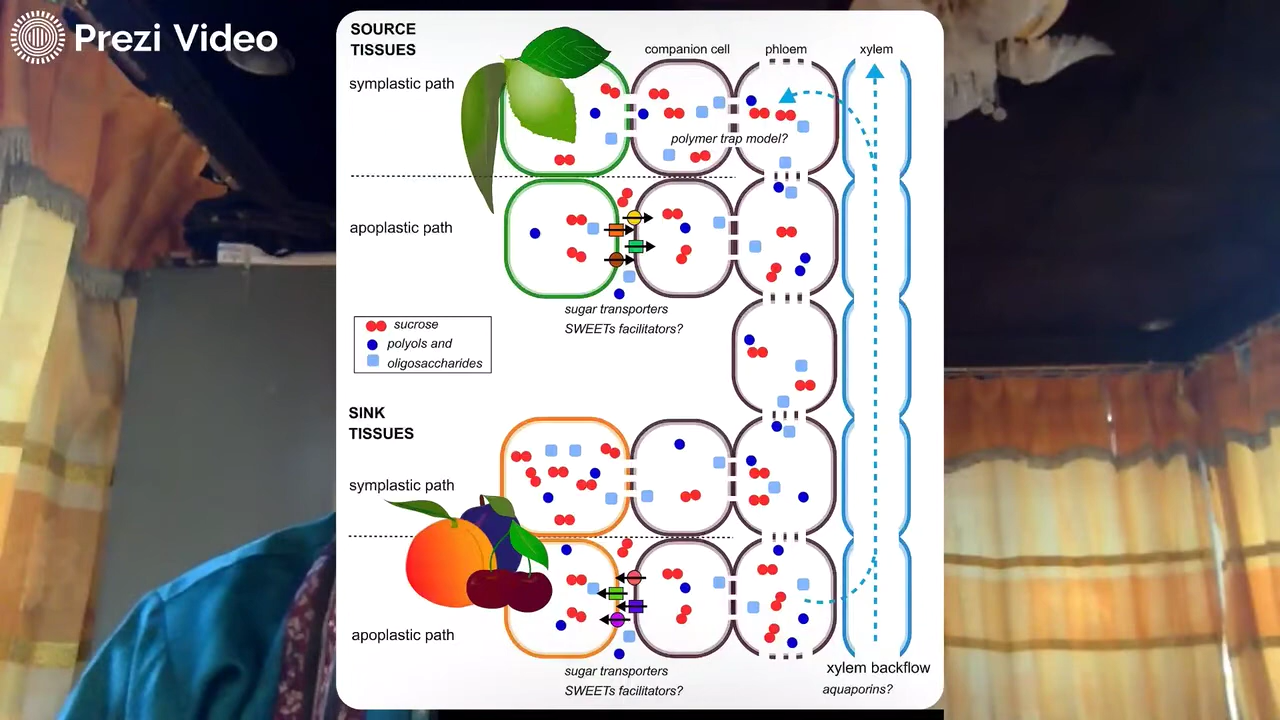 Prezi Video
SOURCE
TISSUES
companion cell
phloem
xylem
symplastic path
polymer trap model?
apoplastic path
sugar transporters
SWEETs facilitators?
sucrose
polyols and
oligosaccharides
SINK
TISSUES
symplastic path
apoplastic path
sugar transporters
SWEETs facilitators?
xylem backflow
aquaporins?